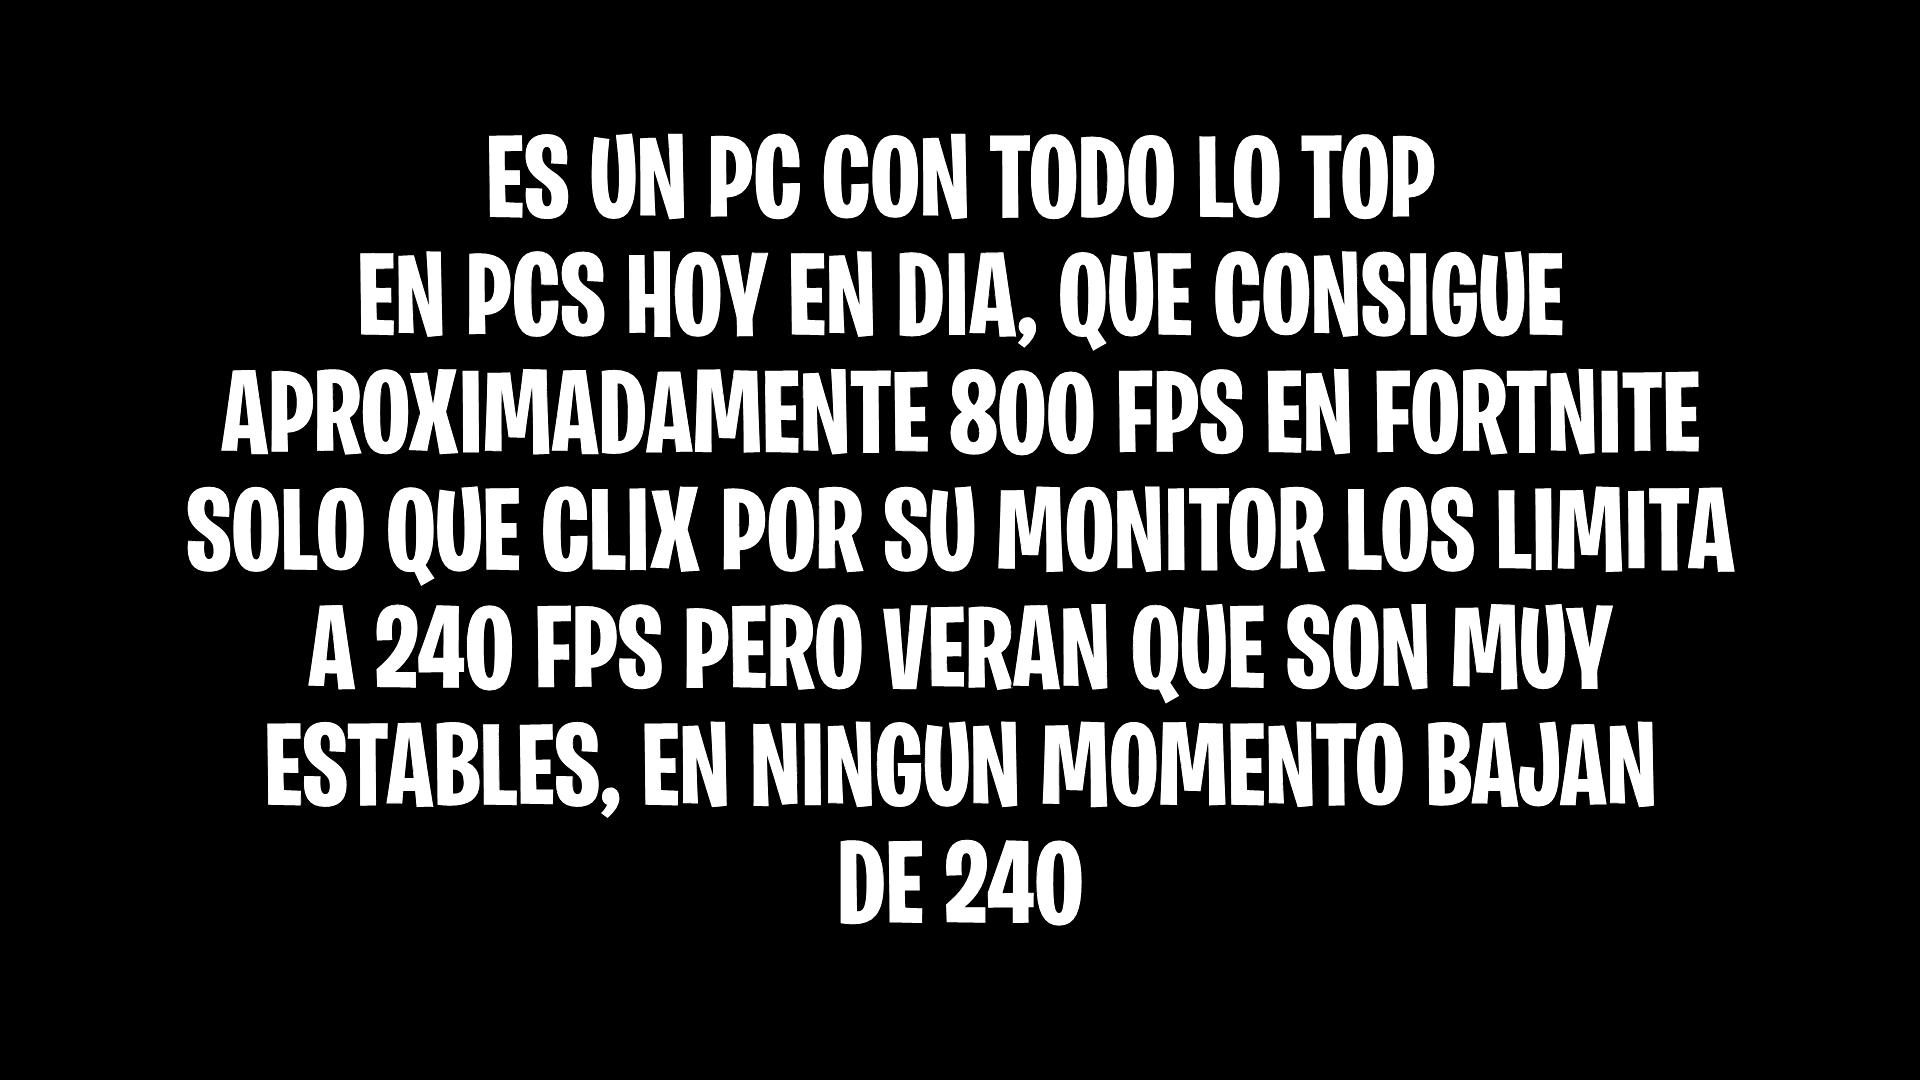 ES UN PC CON TODO LO TOP
EN PCS HOY EN DIA, QUE CONSIGUE
APROXIMADAMENTE 800 FPS EN FORTNITE
SOLO QUE CLIX POR SU MONITOR LOS LIMITA
A 240 FPS PERO VERAN QUE SON MUY
ESTABLES, EN NINGUN MOMENTO BAJAN
DE 240